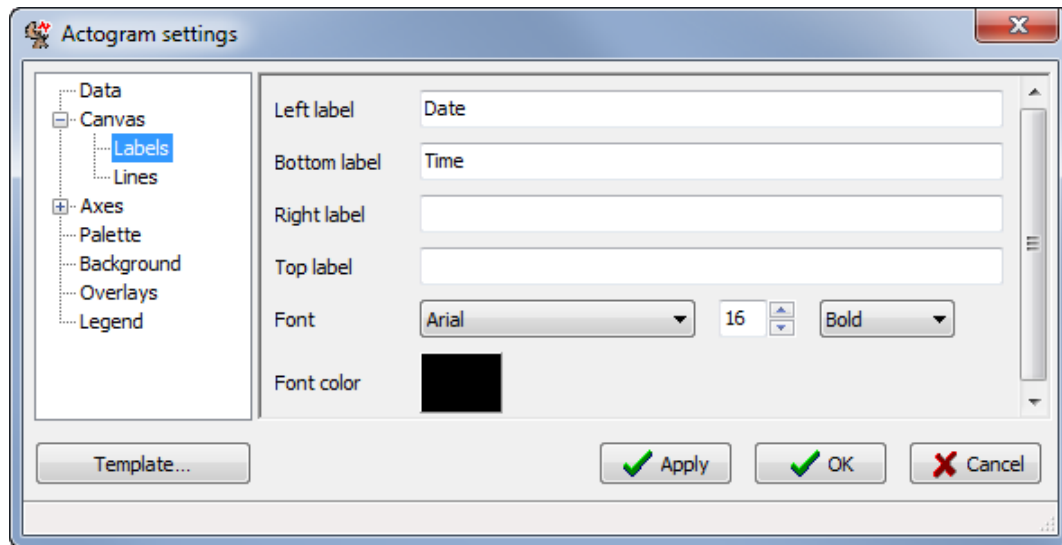 Actogram settings
Data
Canvas
Labels
Lines
Axes
Palette
Background
Overlays
Legend
Left label Date
Bottom label Time
Right label
Top label
Font Arial 16 Bold
Font color
Template... Apply OK Cancel